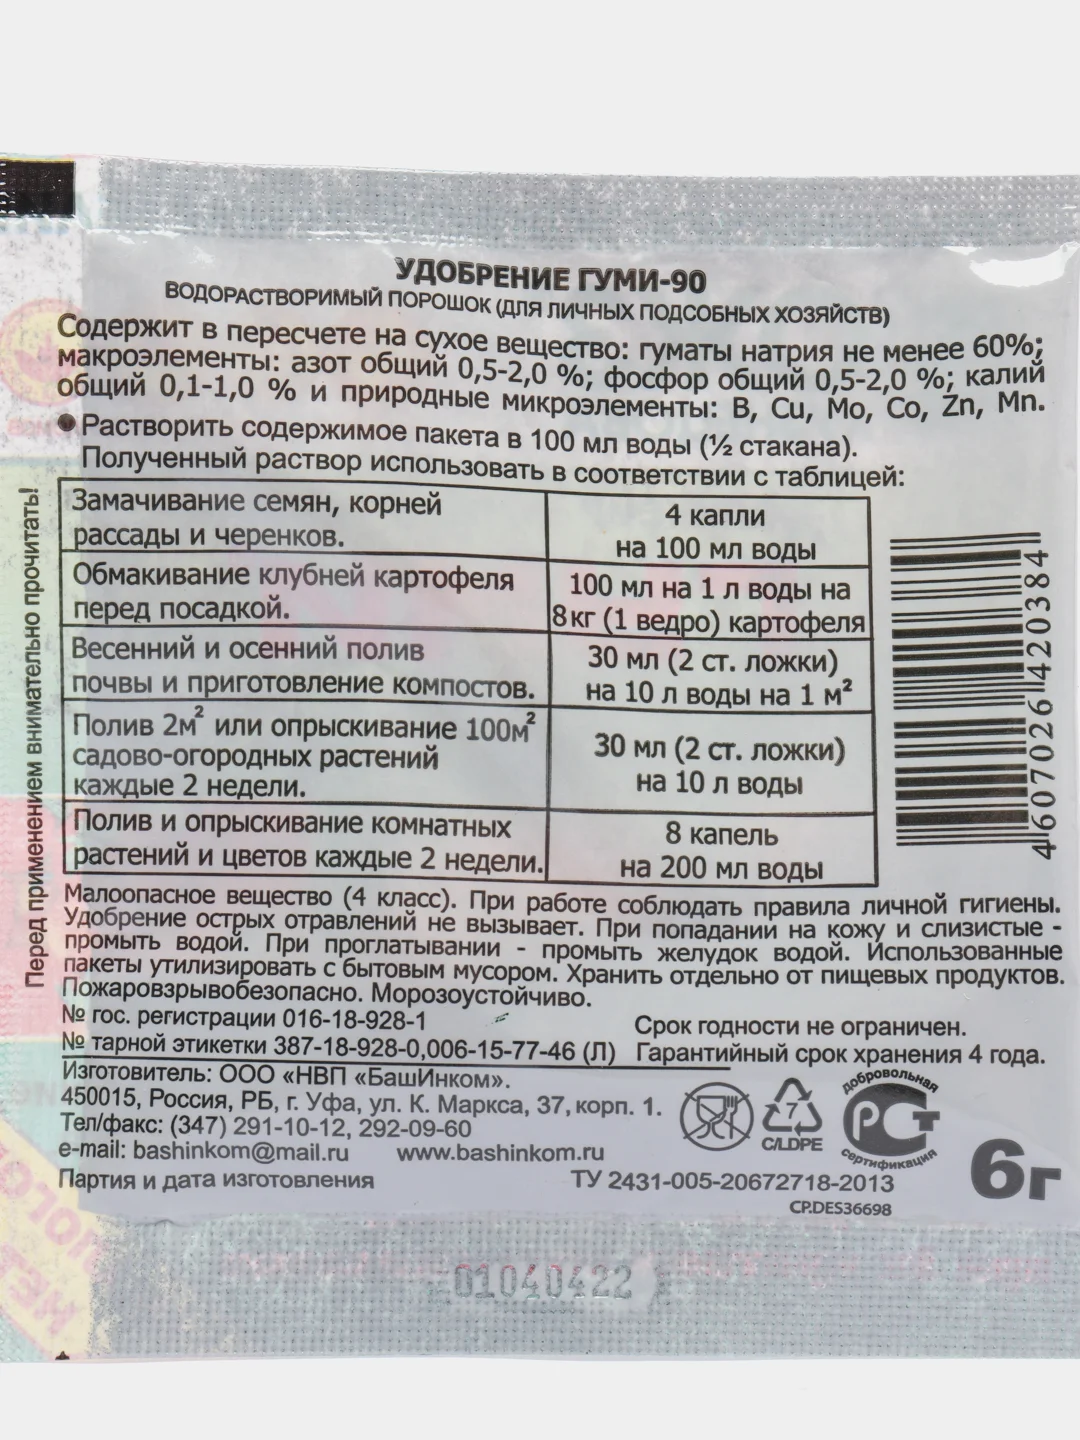 УДОБРЕНИЕ ГУМИ-90
ВОДОРАСТВОРИМЫЙ ПОРОШОК (ДЛЯ ЛИЧНЫХ ПОДСОБНЫХ ХОЗЯЙСТВ)
Содержит в пересчете на сухое вещество: гуматы натрия не менее 60%;
макроэлементы: азот общий 0,5-2,0 %; фосфор общий 0,5-2,0 %; калий
общий 0,1-1,0 % и природные микроэлементы: B, Cu, Mo, Co, Zn, Mn.
● Растворить содержимое пакета в 100 мл воды (½ стакана).
Полученный раствор использовать в соответствии с таблицей:
Замачивание семян, корней
рассады и черенков.
4 капли
на 100 мл воды
Обмакивание клубней картофеля
перед посадкой.
100 мл на 1 л воды на
8кг (1 ведро) картофеля
Весенний и осенний полив
почвы и приготовление компостов.
30 мл (2 ст. ложки)
на 10 л воды на 1 м²
Полив 2м² или опрыскивание 100м²
садово-огородных растений
каждые 2 недели.
30 мл (2 ст. ложки)
на 10 л воды
Полив и опрыскивание комнатных
растений и цветов каждые 2 недели.
8 капель
на 200 мл воды
Перед применением внимательно прочитать!
4 607026 420384
Малоопасное вещество (4 класс). При работе соблюдать правила личной гигиены.
Удобрение острых отравлений не вызывает. При попадании на кожу и слизистые -
промыть водой. При проглатывании - промыть желудок водой. Использованные
пакеты утилизировать с бытовым мусором. Хранить отдельно от пищевых продуктов.
Пожаровзрывобезопасно. Морозоустойчиво.
№ гос. регистрации 016-18-928-1
Срок годности не ограничен.
№ тарной этикетки 387-18-928-0,006-15-77-46 (Л)
Гарантийный срок хранения 4 года.
Изготовитель: ООО «НВП «БашИнком».
450015, Россия, РБ, г. Уфа, ул. К. Маркса, 37, корп. 1.
Тел/факс: (347) 291-10-12, 292-09-60
e-mail: bashinkom@mail.ru www.bashinkom.ru
7
C/LDPE
добровольная
РСТ
сертификация
6г
Партия и дата изготовления
ТУ 2431-005-20672718-2013
CP.DES36698
01040422